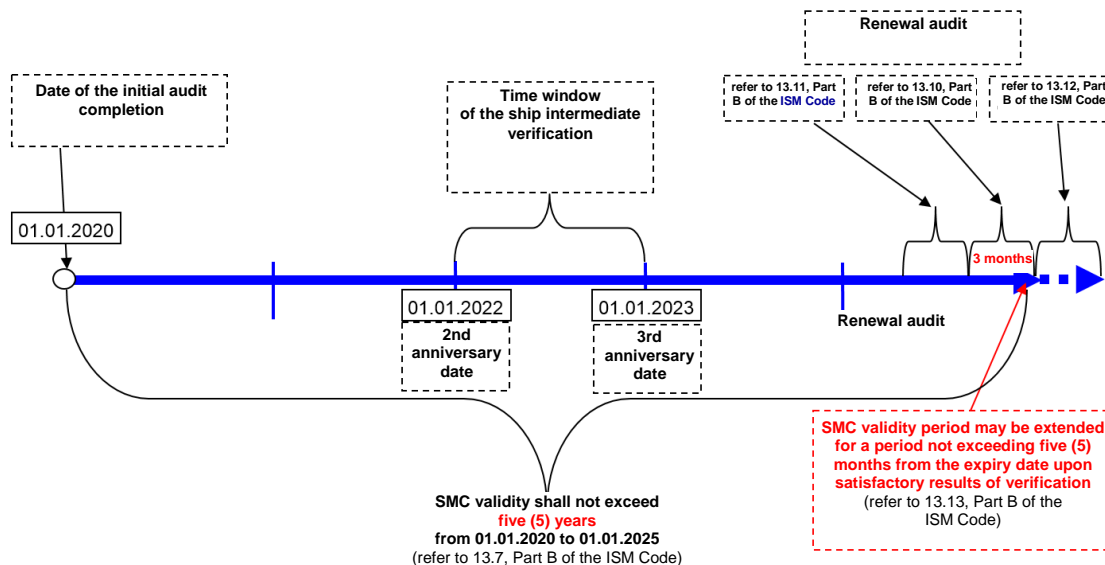 Renewal audit
Date of the initial audit
completion
Time window
of the ship intermediate
verification
refer to 13.11, Part
B of the ISM Code
refer to 13.10, Part
B of the ISM Code
refer to 13.12, Part
B of the ISM Code
01.01.2020
3 months
01.01.2022
2nd
anniversary
date
01.01.2023
3rd
anniversary
date
Renewal audit
SMC validity period may be extended
for a period not exceeding five (5)
months from the expiry date upon
satisfactory results of verification
(refer to 13.13, Part B of the
ISM Code)
SMC validity shall not exceed
five (5) years
from 01.01.2020 to 01.01.2025
(refer to 13.7, Part B of the ISM Code)